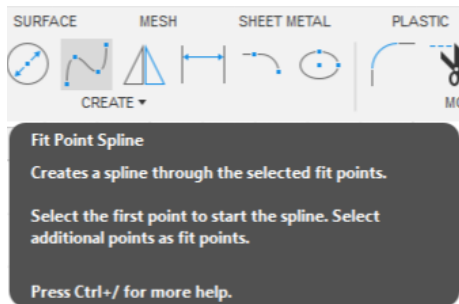 SURFACE MESH SHEET METAL PLASTIC
CREATE ▾
Fit Point Spline
Creates a spline through the selected fit points.
Select the first point to start the spline. Select
additional points as fit points.
Press Ctrl+/ for more help.